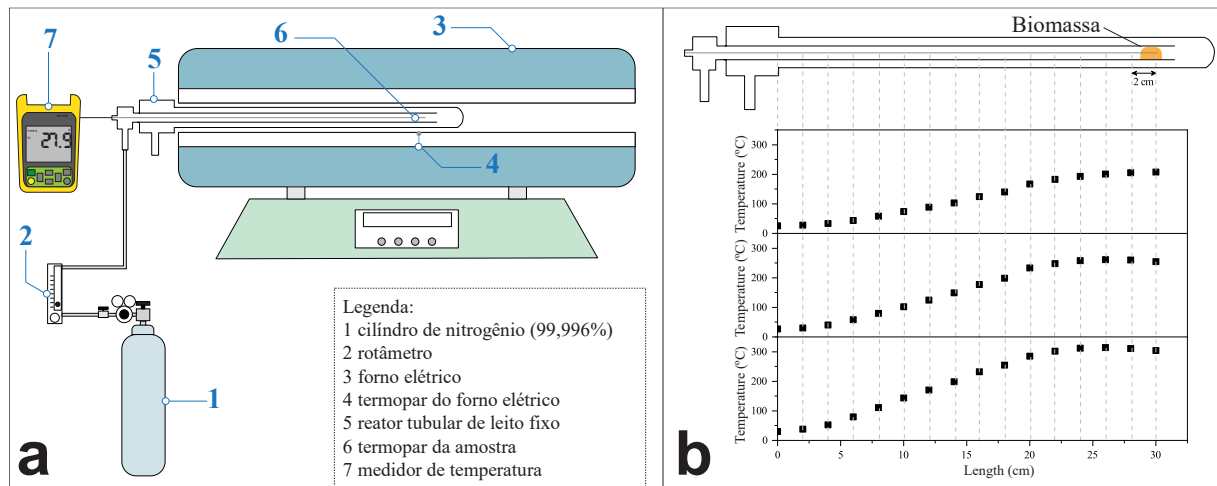 3
6
7
5
27.9
4
2
Legenda:
1 cilíndro de nitrogênio (99,996%)
2 rotâmetro
3 forno elétrico
4 termopar do forno elétrico
5 reator tubular de leito fixo
6 termopar da amostra
7 medidor de temperatura
1
a
Biomassa
2 cm
Temperature (ºC)
300
200
100
0
Temperature (ºC)
300
200
100
0
Temperature (ºC)
300
200
100
0
0 5 10 15 20 25 30
Length (cm)
b